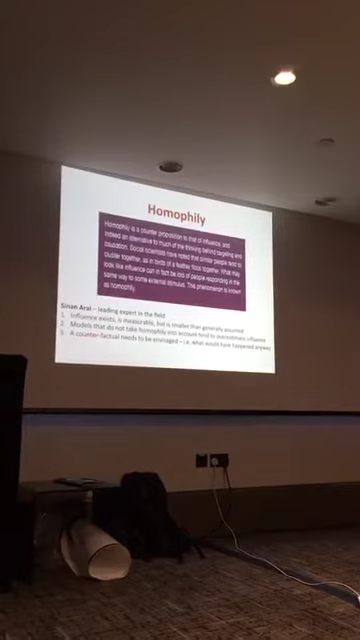 Homophily
Homophily is a counter proposition to that of influence, and
indeed an alternative to much of the thinking behind targeting and
causation. Social scientists have noted that similar people tend to
cluster together, as in birds of a feather flock together. What may
look like influence can in fact be lots of people responding in the
same way to some external stimulus. This phenomenon is known
as homophily.
Sinan Aral – leading expert in the field
1. Influence exists, is measurable, but is smaller than generally assumed
2. Models that do not take homophily into account tend to overestimate influence
3. A counter-factual needs to be envisaged – i.e. what would have happened anyway